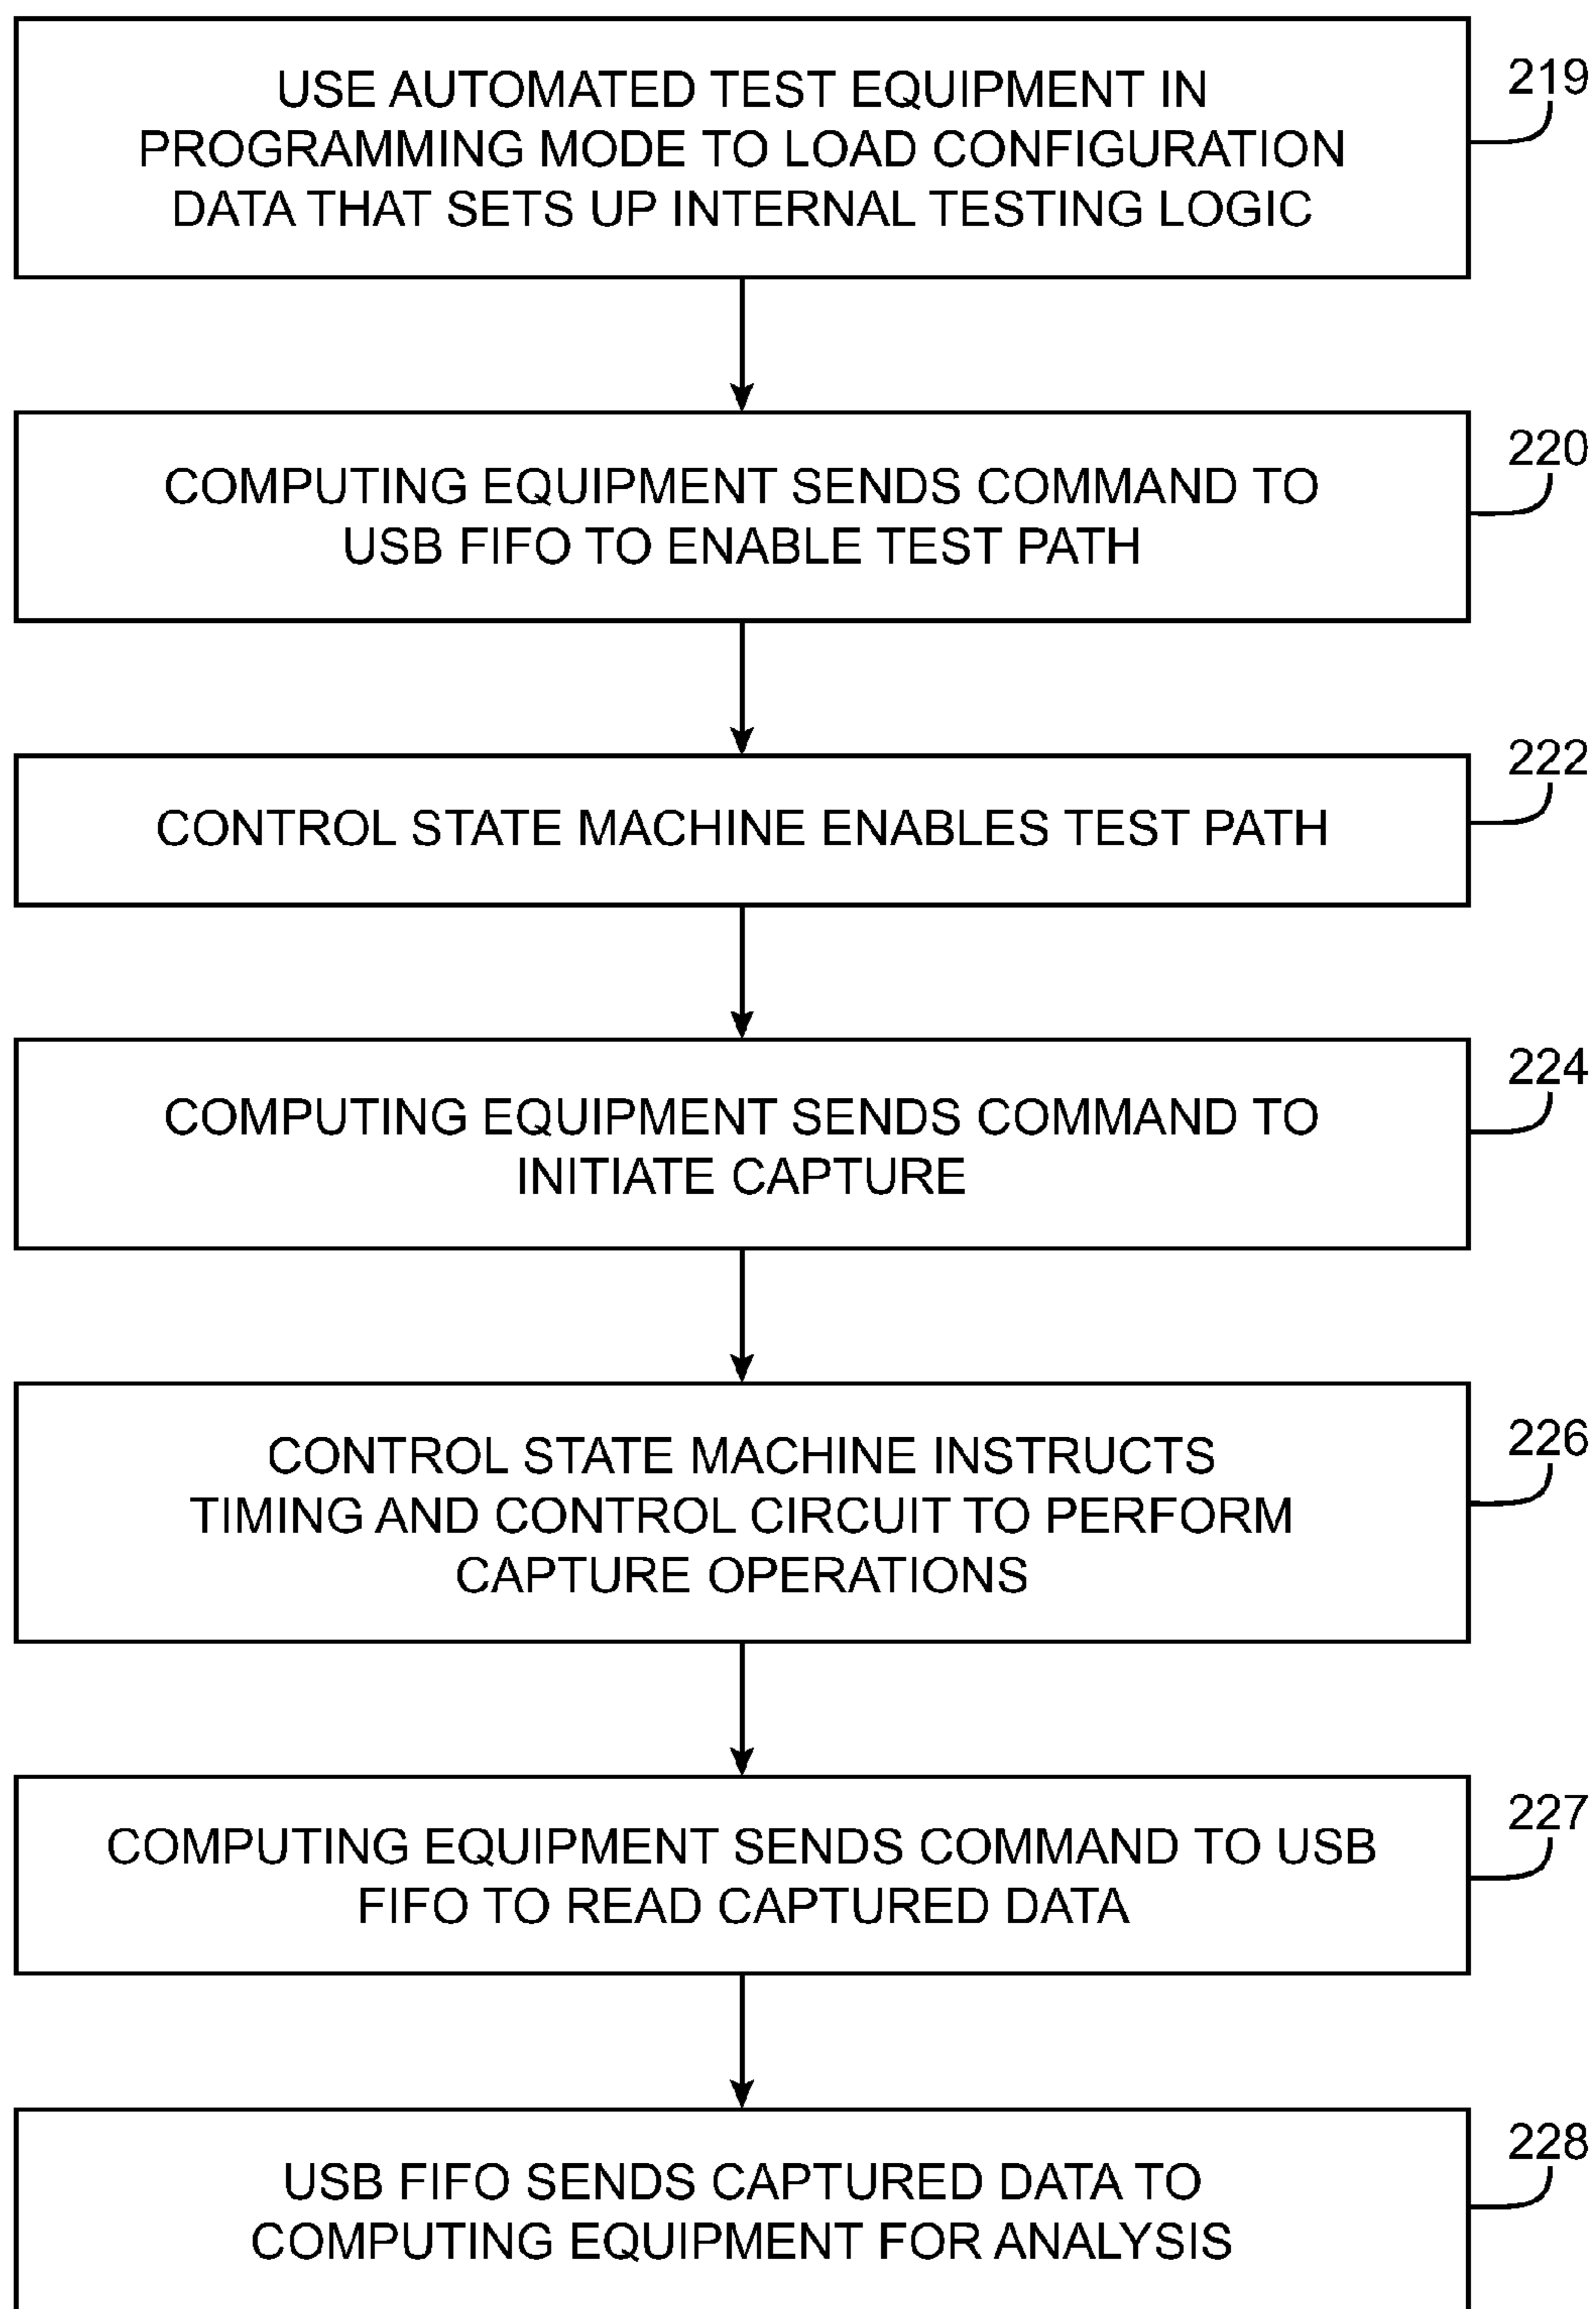 USE AUTOMATED TEST EQUIPMENT IN
PROGRAMMING MODE TO LOAD CONFIGURATION
DATA THAT SETS UP INTERNAL TESTING LOGIC
219
COMPUTING EQUIPMENT SENDS COMMAND TO
USB FIFO TO ENABLE TEST PATH
220
CONTROL STATE MACHINE ENABLES TEST PATH
222
COMPUTING EQUIPMENT SENDS COMMAND TO
INITIATE CAPTURE
224
CONTROL STATE MACHINE INSTRUCTS
TIMING AND CONTROL CIRCUIT TO PERFORM
CAPTURE OPERATIONS
226
COMPUTING EQUIPMENT SENDS COMMAND TO USB
FIFO TO READ CAPTURED DATA
227
USB FIFO SENDS CAPTURED DATA TO
COMPUTING EQUIPMENT FOR ANALYSIS
228